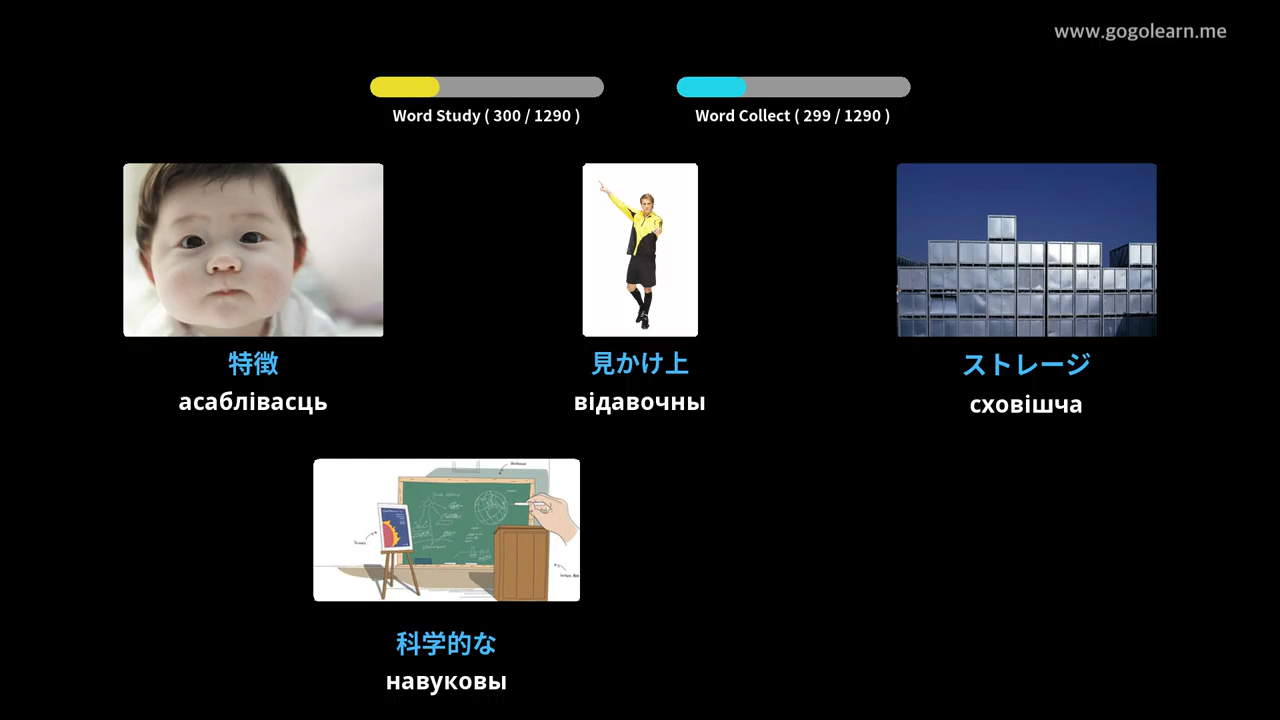 www.gogolearn.me
Word Study ( 300 / 1290 )
Word Collect ( 299 / 1290 )
特徴
асаблівасць
見かけ上
відавочны
ストレージ
сховішча
科学的な
навуковы